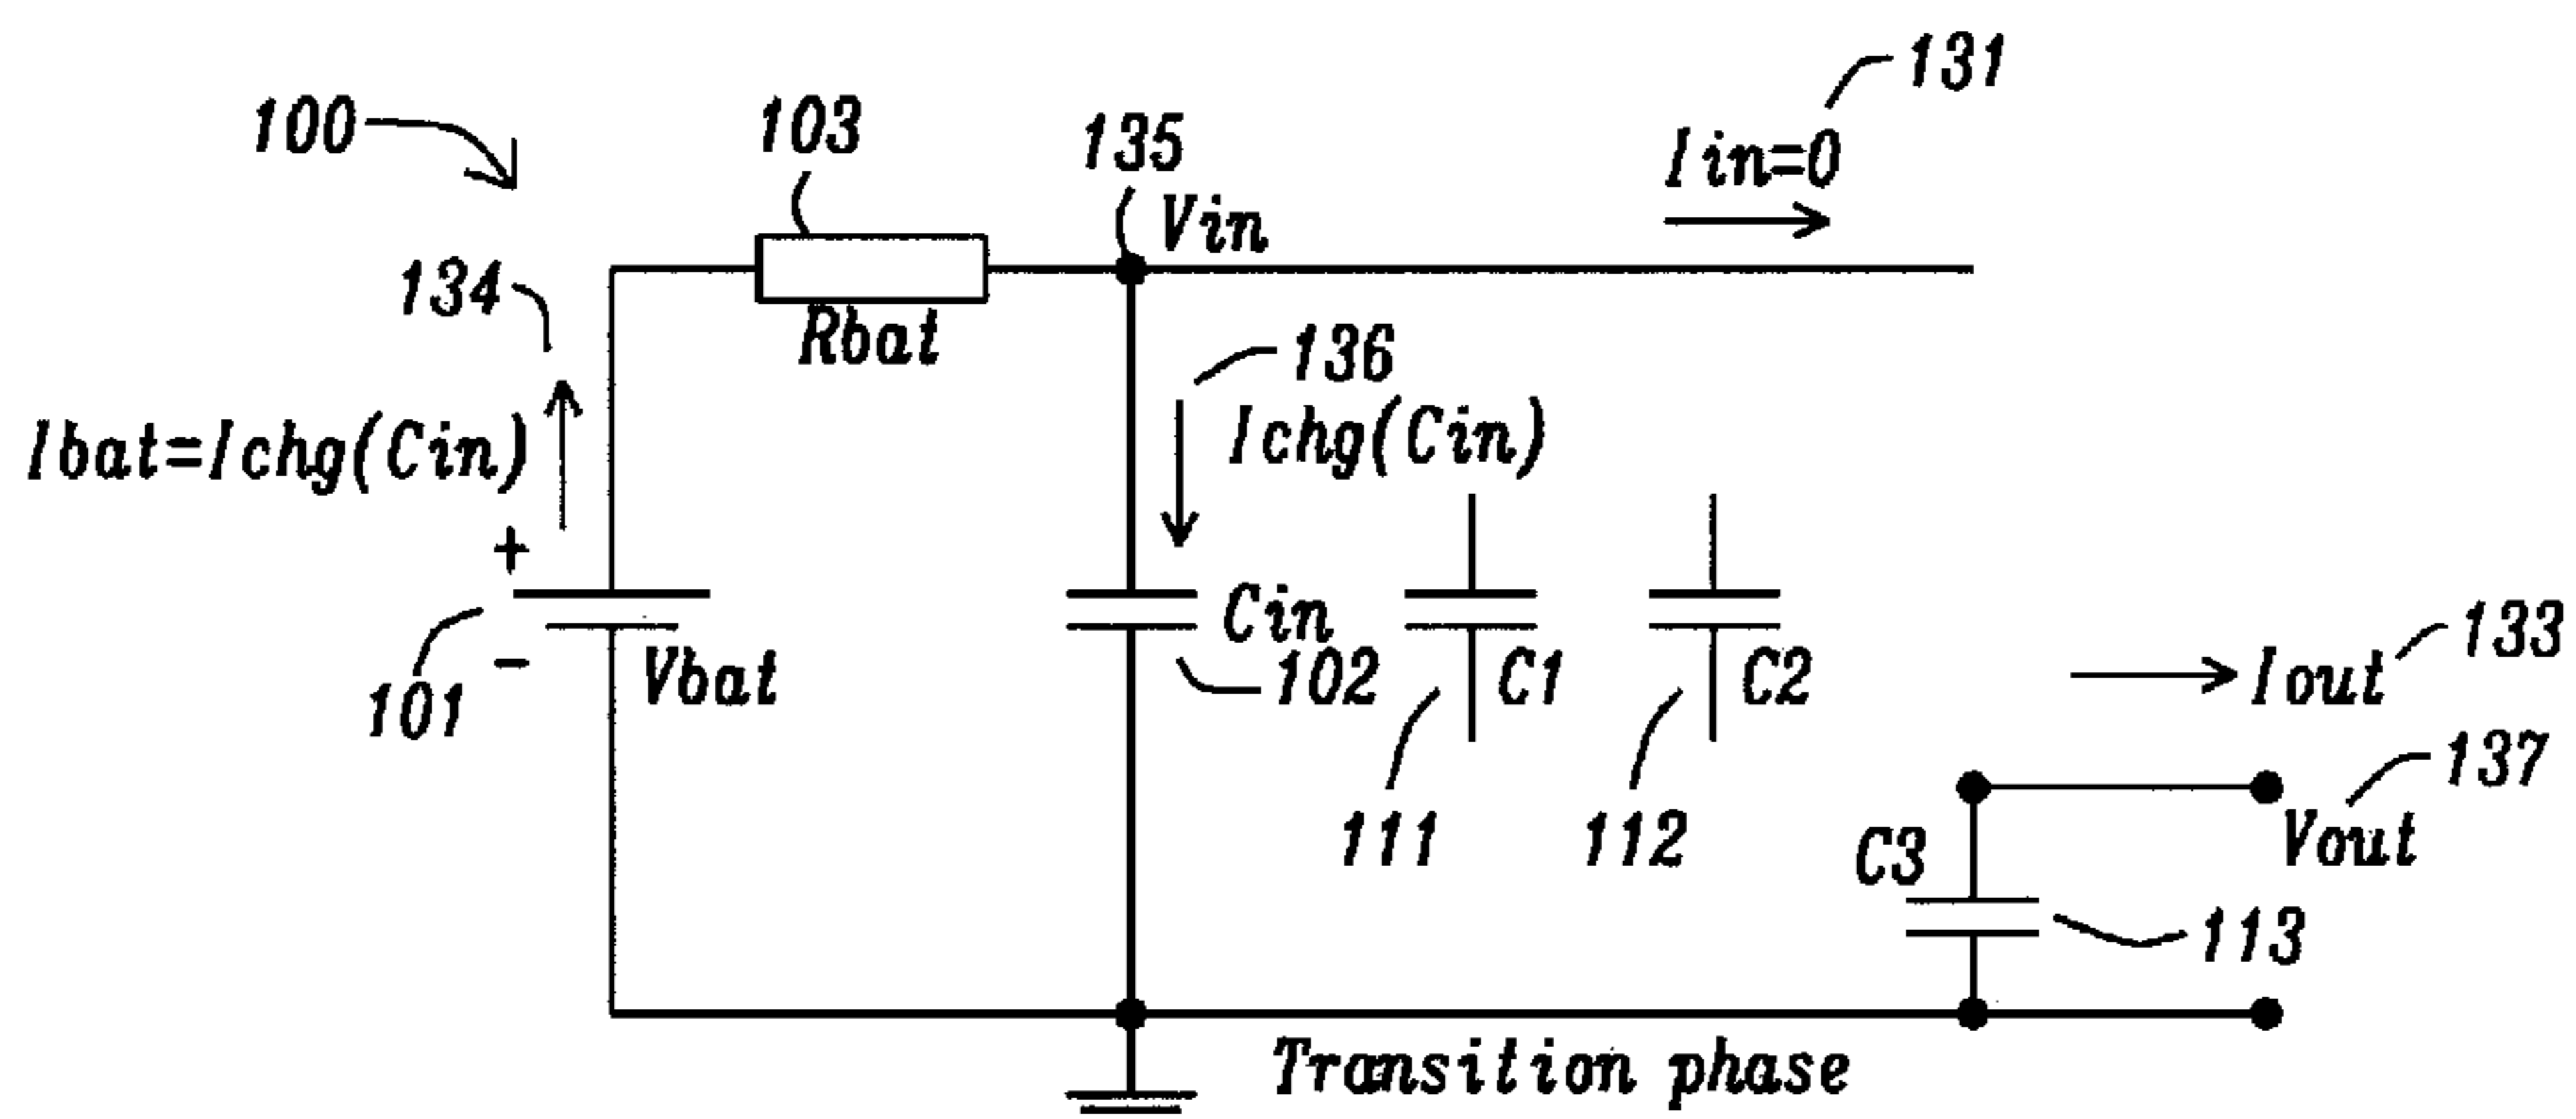 131
100
103
135
Iin=0
Vin
134
Rbat
136
Ibat=Ichg(Cin)
Ichg(Cin)
+
Cin
-
Vbat
102
C1
C2
Iout
133
101
137
111
112
C3
Vout
113
Transition phase